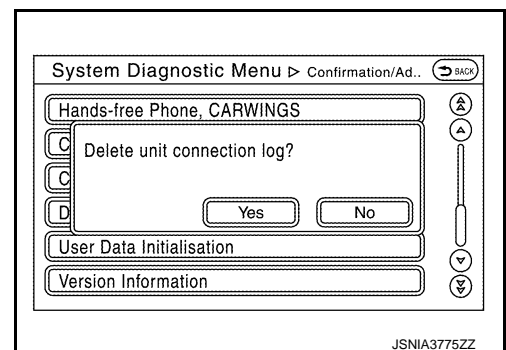 System Diagnostic Menu ▷ Confirmation/Ad..
BACK
Hands-free Phone, CARWINGS
C
Delete unit connection log?
C
D
Yes
No
User Data Initialisation
Version Information
JSNIA3775ZZ